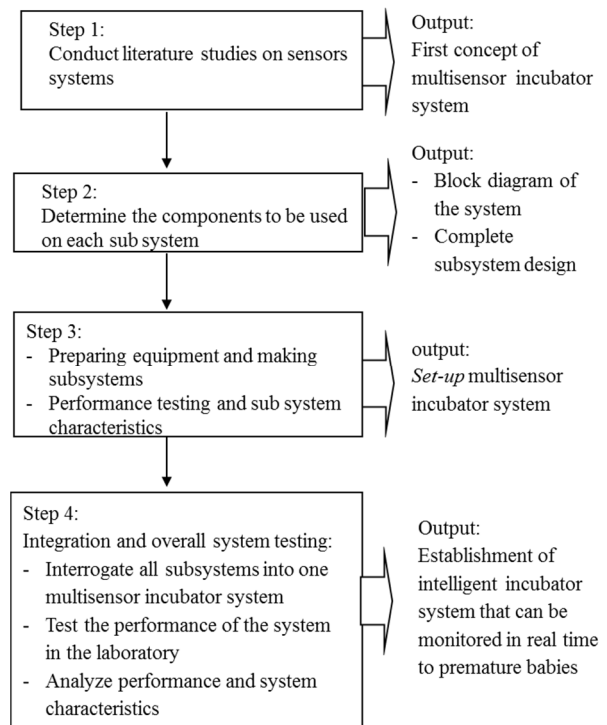 Step 1:
Conduct literature studies on sensors
systems
Output:
First concept of
multisensor incubator
system
Step 2:
Determine the components to be used
on each sub system
Output:
- Block diagram of
the system
- Complete
subsystem design
Step 3:
- Preparing equipment and making
subsystems
- Performance testing and sub system
characteristics
output:
Set-up multisensor
incubator system
Step 4:
Integration and overall system testing:
- Interrogate all subsystems into one
multisensor incubator system
- Test the performance of the system
in the laboratory
- Analyze performance and system
characteristics
Output:
Establishment of
intelligent incubator
system that can be
monitored in real time
to premature babies